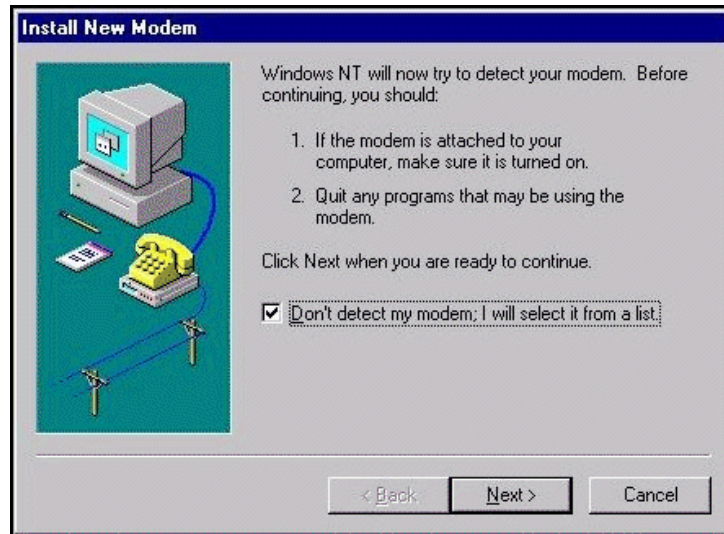 Install New Modem
Windows NT will now try to detect your modem. Before
continuing, you should:
1. If the modem is attached to your
computer, make sure it is turned on.
2. Quit any programs that may be using the
modem.
Click Next when you are ready to continue.
Don't detect my modem; I will select it from a list.
< Back
Next >
Cancel